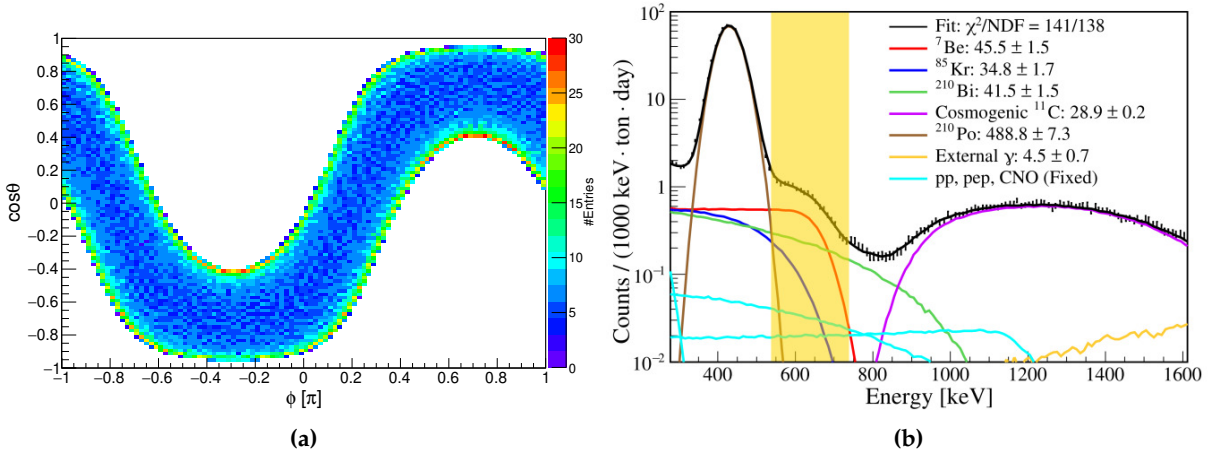 1
0.8
0.6
0.4
0.2
0
−0.2
−0.4
−0.6
−0.8
−1
cosθ
−1 −0.8 −0.6 −0.4 −0.2 0 0.2 0.4 0.6 0.8 1
ϕ [π]
30
25
20
15
10
5
0
#Entries
(a)
10²
10
1
10⁻¹
10⁻²
Counts / (1000 keV · ton · day)
Fit: χ²/NDF = 141/138
⁷Be: 45.5 ± 1.5
⁸⁵Kr: 34.8 ± 1.7
²¹⁰Bi: 41.5 ± 1.5
Cosmogenic ¹¹C: 28.9 ± 0.2
²¹⁰Po: 488.8 ± 7.3
External γ: 4.5 ± 0.7
pp, pep, CNO (Fixed)
400 600 800 1000 1200 1400 1600
Energy [keV]
(b)